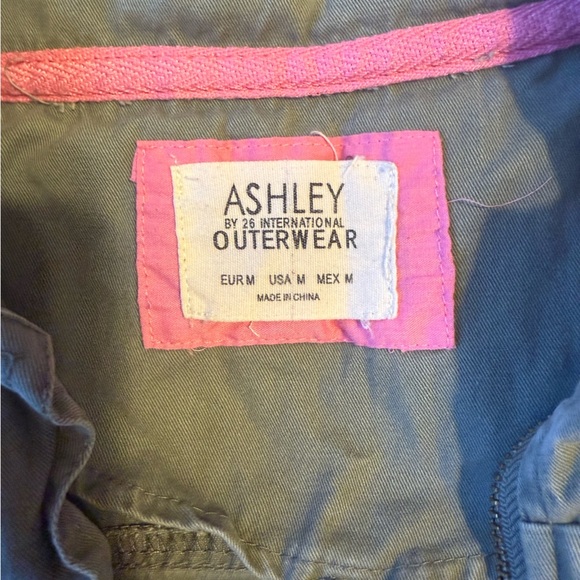 ASHLEY
BY 26 INTERNATIONAL
OUTERWEAR
EUR M USA M MEX M
MADE IN CHINA